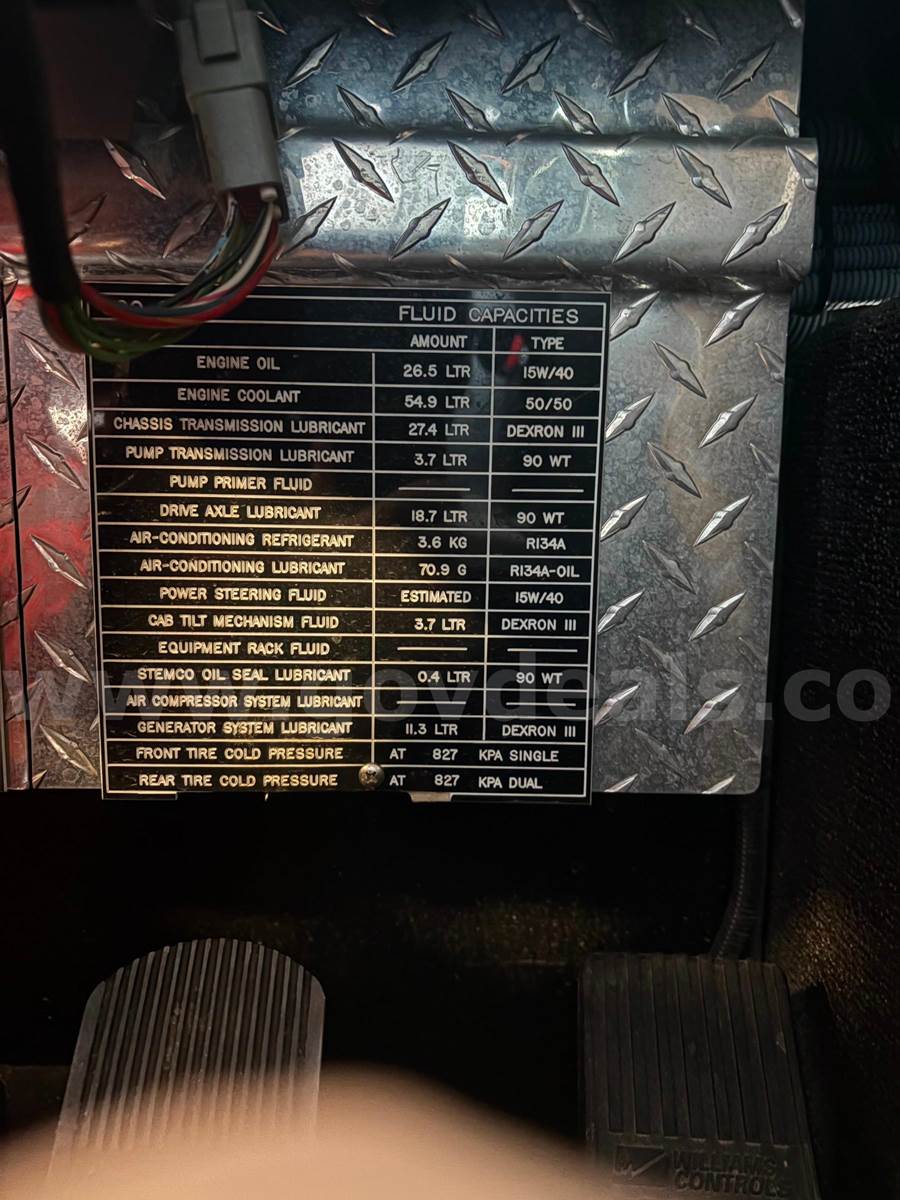 FLUID CAPACITIES
AMOUNT TYPE
ENGINE OIL 26.5 LTR 15W/40
ENGINE COOLANT 54.9 LTR 50/50
CHASSIS TRANSMISSION LUBRICANT 27.4 LTR DEXRON III
PUMP TRANSMISSION LUBRICANT 3.7 LTR 90 WT
PUMP PRIMER FLUID
DRIVE AXLE LUBRICANT 18.7 LTR 90 WT
AIR-CONDITIONING REFRIGERANT 3.6 KG R134A
AIR-CONDITIONING LUBRICANT 70.9 G R134A-OIL
POWER STEERING FLUID ESTIMATED 15W/40
CAB TILT MECHANISM FLUID 3.7 LTR DEXRON III
EQUIPMENT RACK FLUID
STEMCO OIL SEAL LUBRICANT 0.4 LTR 90 WT
www.govdeals.co
AIR COMPRESSOR SYSTEM LUBRICANT
GENERATOR SYSTEM LUBRICANT 11.3 LTR DEXRON III
FRONT TIRE COLD PRESSURE AT 827 KPA SINGLE
REAR TIRE COLD PRESSURE AT 827 KPA DUAL
WILLIAMS
CONTROLS